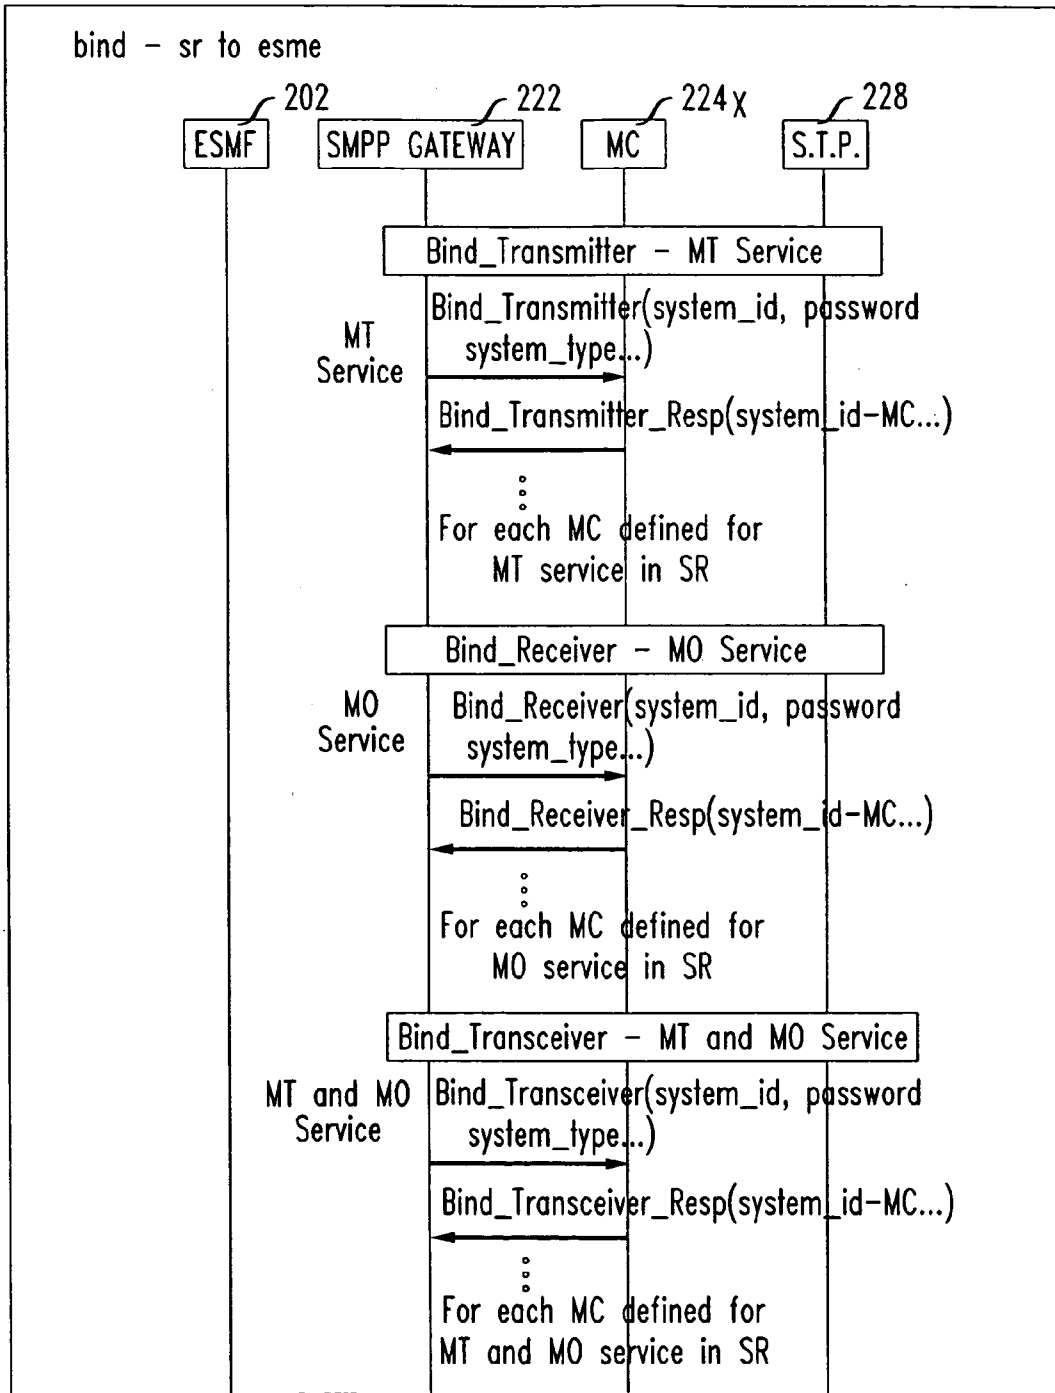 bind - sr to esme
202
222
224x
228
ESMF
SMPP GATEWAY
MC
S.T.P.
Bind_Transmitter - MT Service
MT
Service
Bind_Transmitter(system_id, password
system_type...)
Bind_Transmitter_Resp(system_id-MC...)
For each MC defined for
MT service in SR
Bind_Receiver - MO Service
MO
Service
Bind_Receiver(system_id, password
system_type...)
Bind_Receiver_Resp(system_id-MC...)
For each MC defined for
MO service in SR
Bind_Transceiver - MT and MO Service
MT and MO
Service
Bind_Transceiver(system_id, password
system_type...)
Bind_Transceiver_Resp(system_id-MC...)
For each MC defined for
MT and MO service in SR